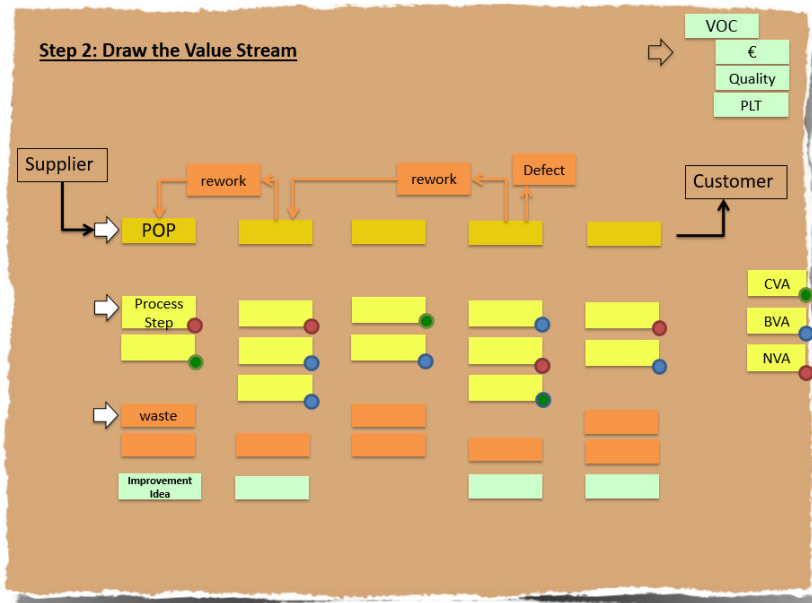 VOC
€
Quality
PLT
Step 2: Draw the Value Stream
Supplier
rework
rework
Defect
Customer
POP
Process
Step
CVA
BVA
NVA
waste
Improvement
Idea